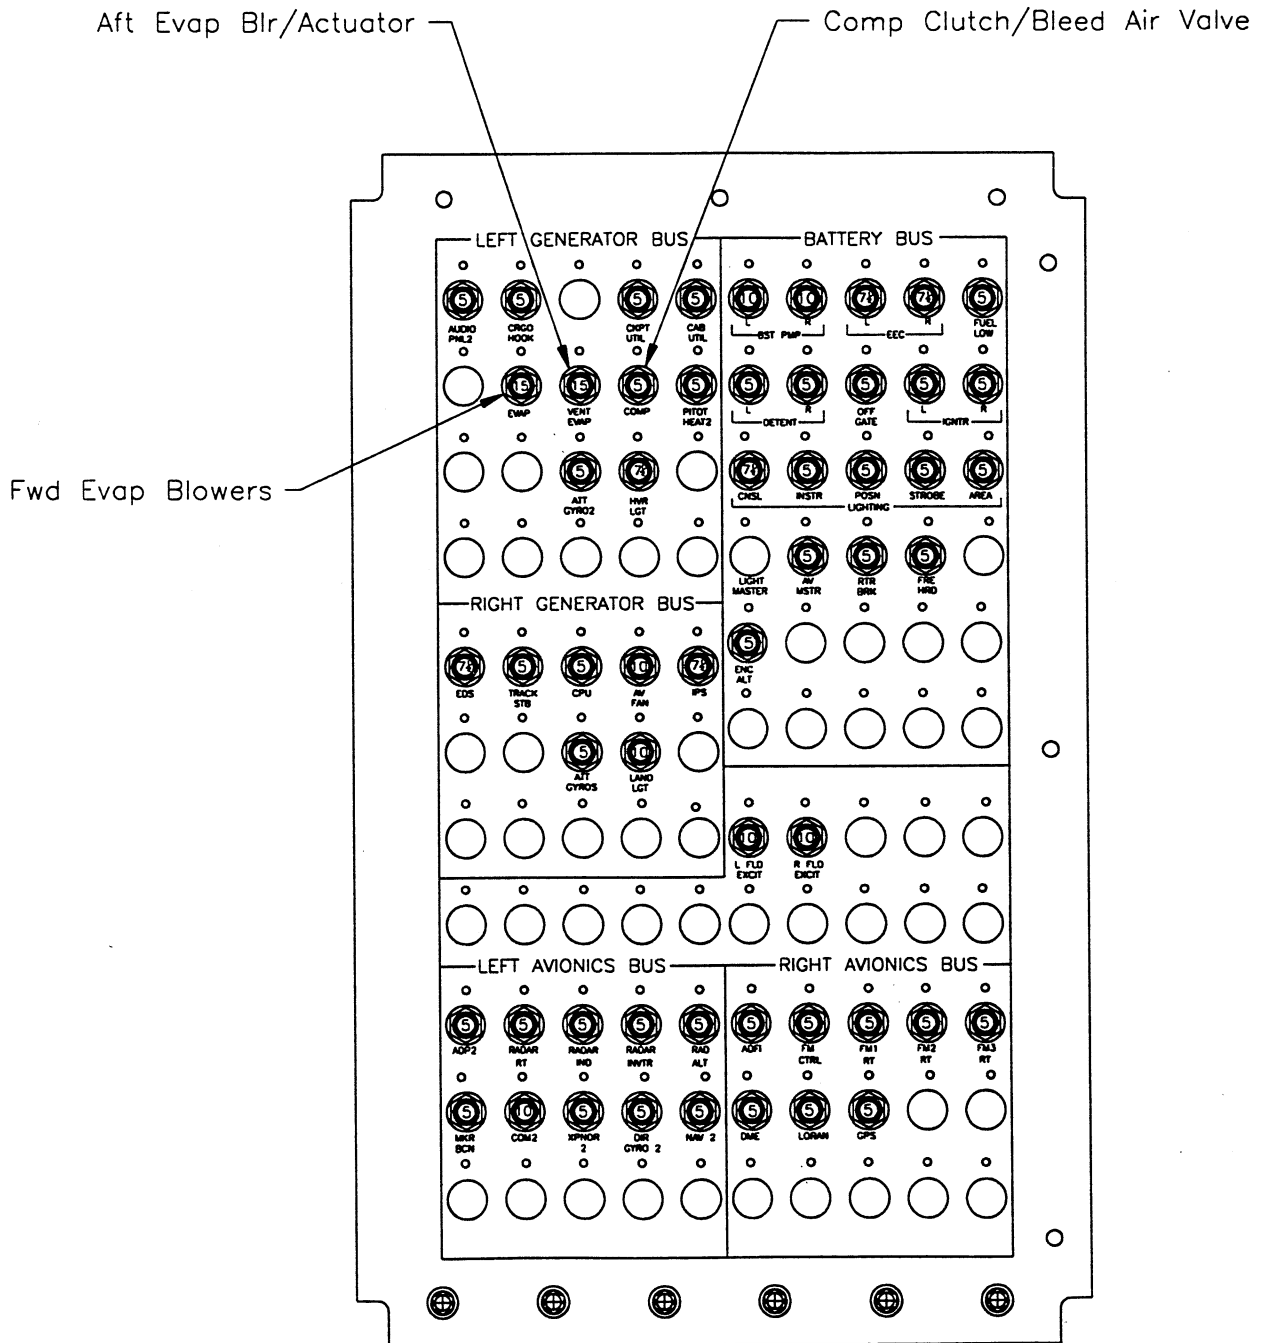 Aft Evap Blr/Actuator
Comp Clutch/Bleed Air Valve
Fwd Evap Blowers
LEFT GENERATOR BUS
5 5 5 5
AUDIO PNL2
CRGO HOOK
CKPT UTIL
CAB UTIL
15 15 5 5
EVAP
VENT EVAP
COMP
PITOT HEAT2
5 7½
ATT GYRO2
HVR LGT
BATTERY BUS
10 10 7½ 7½ 5
L R L R
BST PMP
EEC
FUEL LOW
5 5 5 5 5
L R
DETENT
OFF GATE
L R
IGNTR
7½ 5 5 5 5
CNSL INSTR POSN STROBE AREA
LIGHTING
5 5 5
LIGHT MASTER
AV MSTR
RTR BRK
FRE HRD
5
ENC ALT
RIGHT GENERATOR BUS
7½ 5 5 10 7½
EDS
TRACK STB
CPU
AV FAN
IPS
5 10
ATT GYROS
LAND LGT
10 10
L FLD EXCIT
R FLD EXCIT
LEFT AVIONICS BUS
5 5 5 5 5
ADP2
RADAR RT
RADAR IND
RADAR INVTR
RAD ALT
5 10 5 5 5
MKR BCN
COM2
XPNDR 2
DIR GYRO 2
NAV 2
RIGHT AVIONICS BUS
5 5 5 5 5
ADF1
FM CTRL
FM1 RT
FM2 RT
FM3 RT
5 5 5
DME
LORAN
GPS